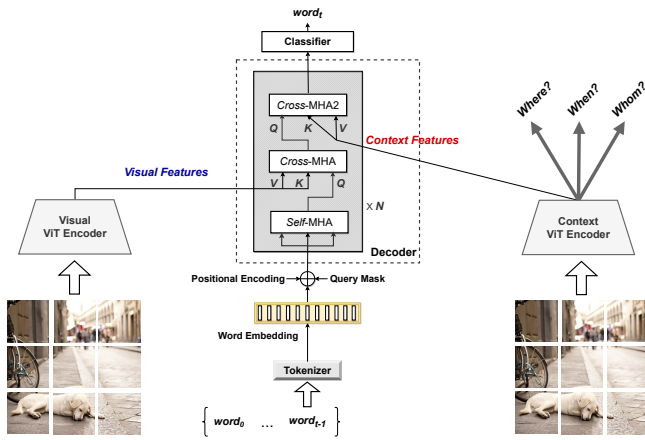 word_t
Classifier
Cross-MHA2
Q K V
Context Features
Where?
When?
Whom?
Cross-MHA
Visual Features
V K Q
x N
Self-MHA
Visual
ViT Encoder
Context
ViT Encoder
Decoder
Positional Encoding
Query Mask
Word Embedding
Tokenizer
{ word_0 ... word_t-1 }